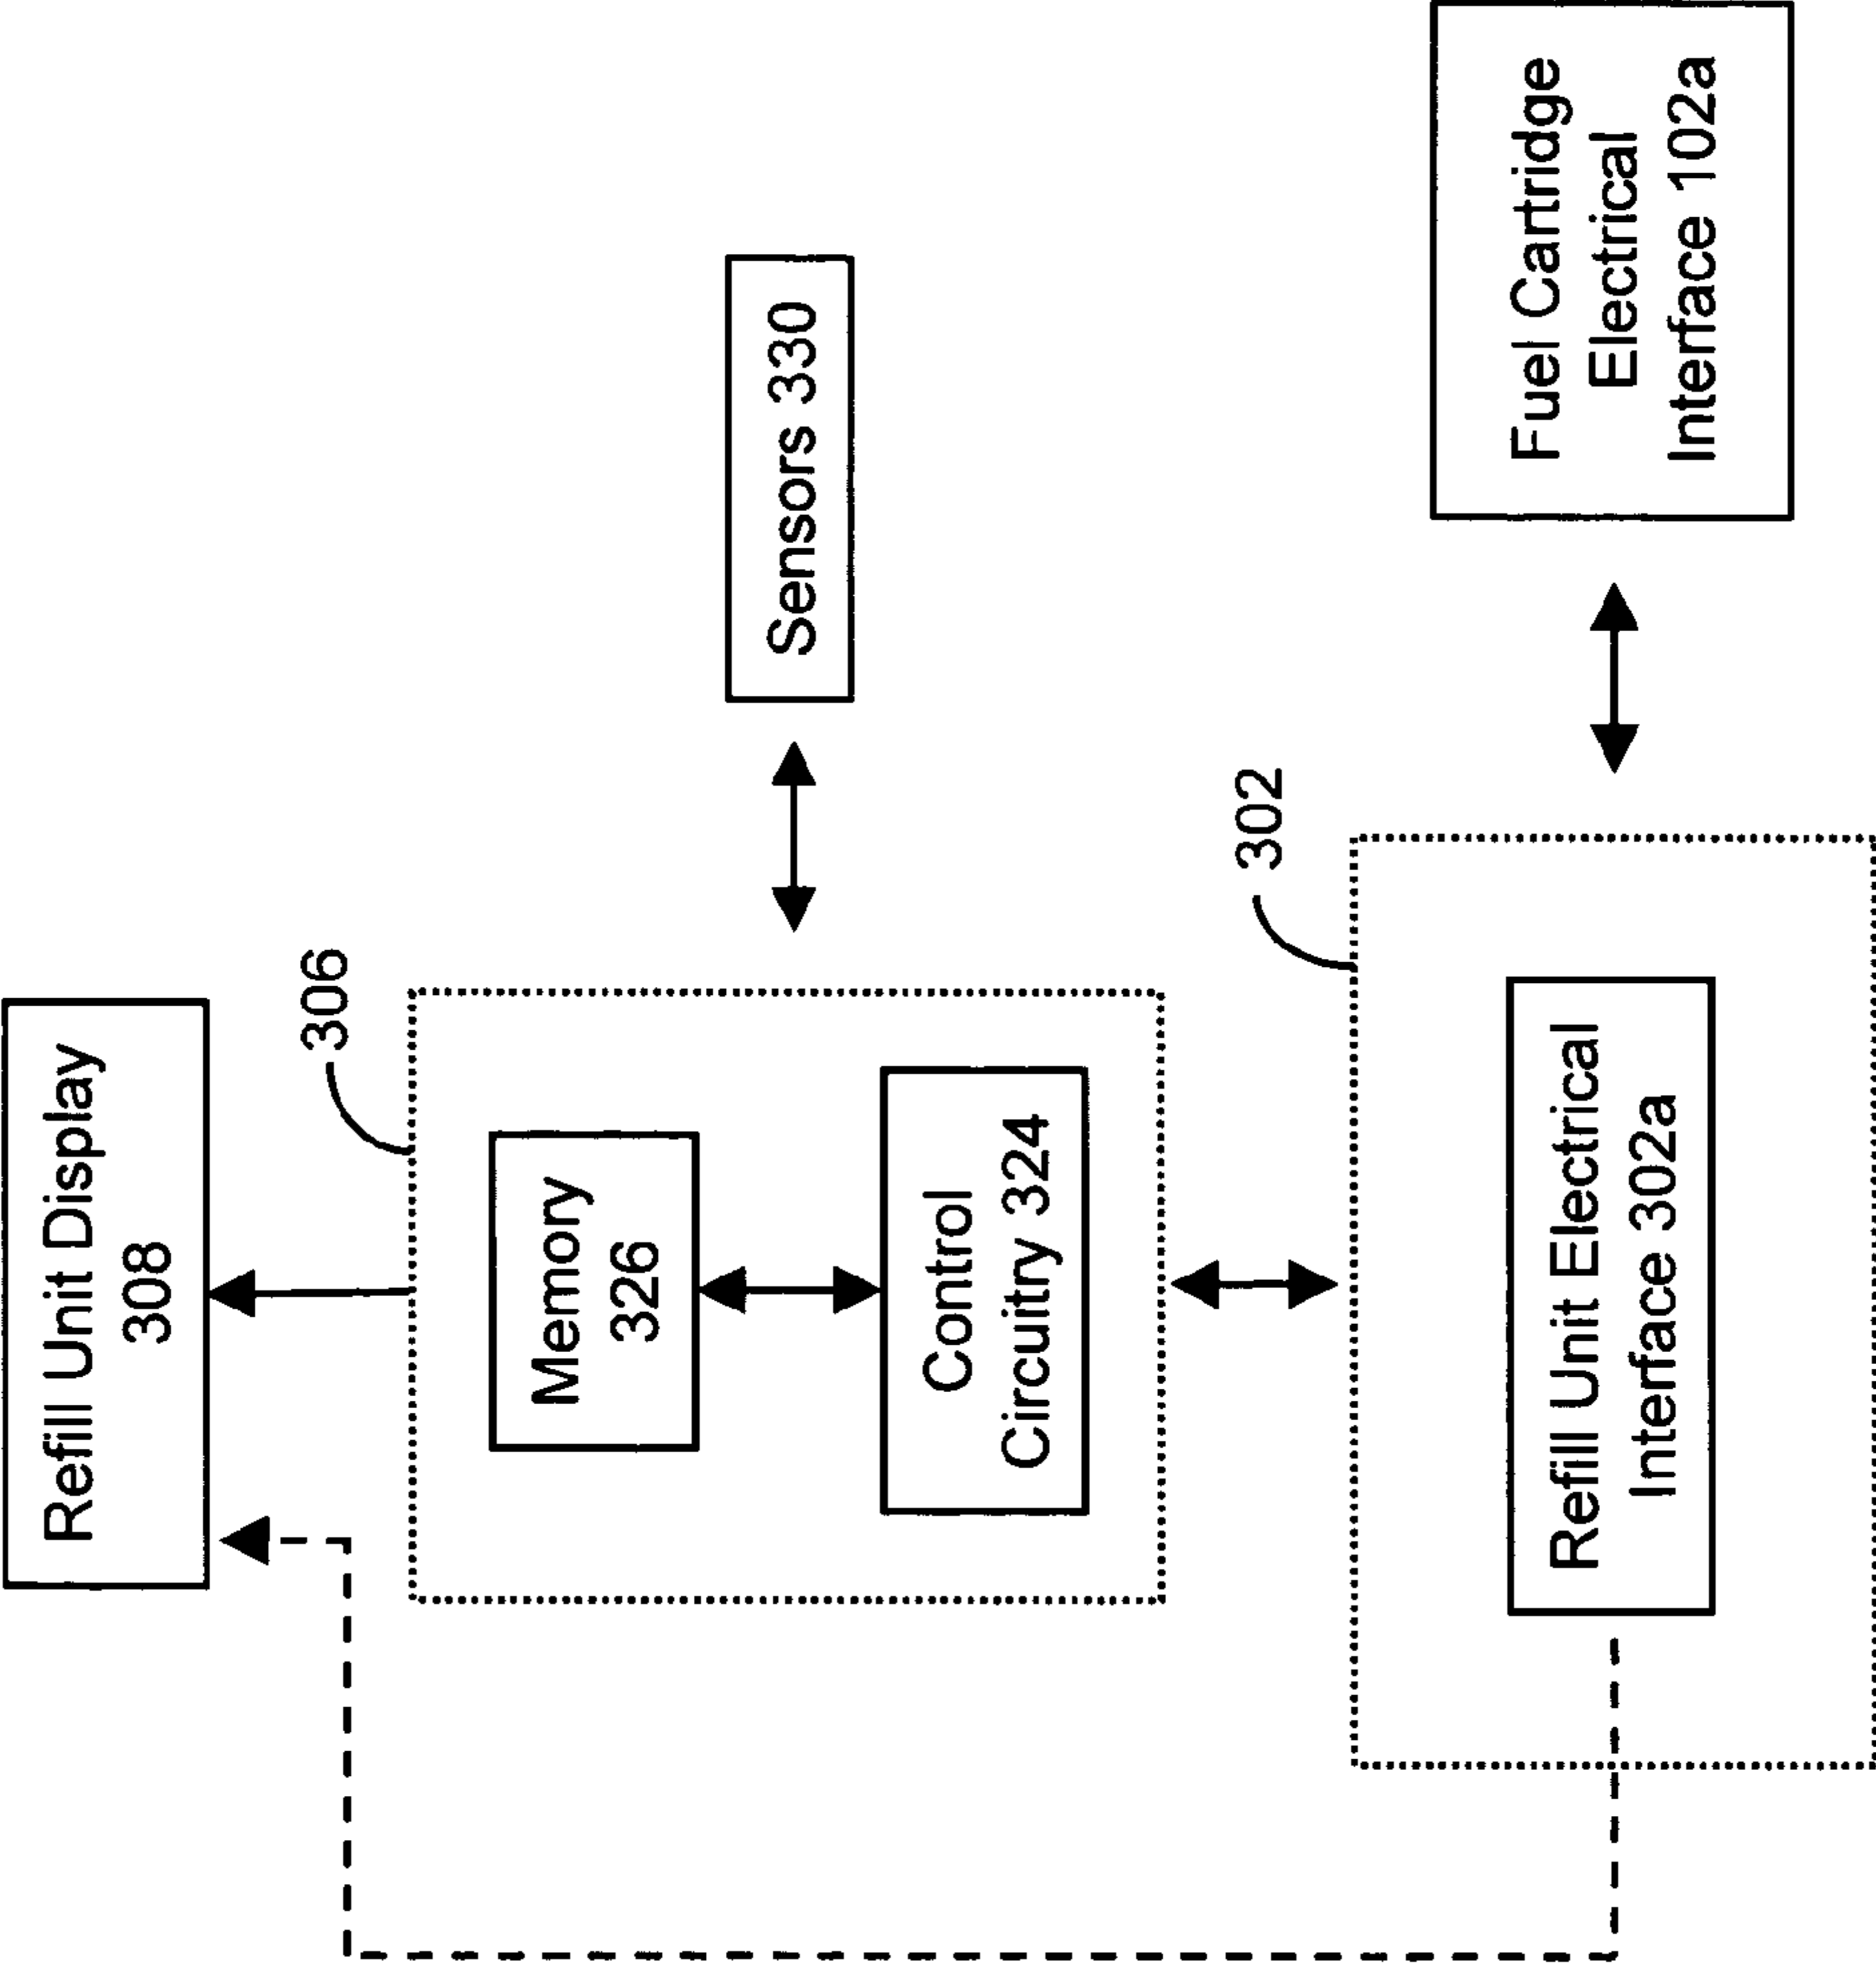 Refill Unit Display
308
306
Memory
326
Control
Circuitry 324
Sensors 330
302
Refill Unit Electrical
Interface 302a
Fuel Cartridge
Electrical
Interface 102a